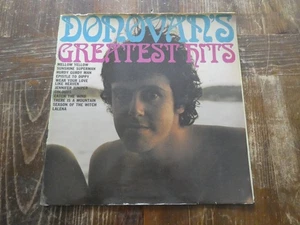 DONOVAN'S
GREATEST HITS
MELLOW YELLOW
SUNSHINE SUPERMAN
HURDY GURDY MAN
EPISTLE TO DIPPY
WEAR YOUR LOVE
LIKE HEAVEN
JENNIFER JUNIPER
COLOURS
CATCH THE WIND
THERE IS A MOUNTAIN
SEASON OF THE WITCH
LALENA